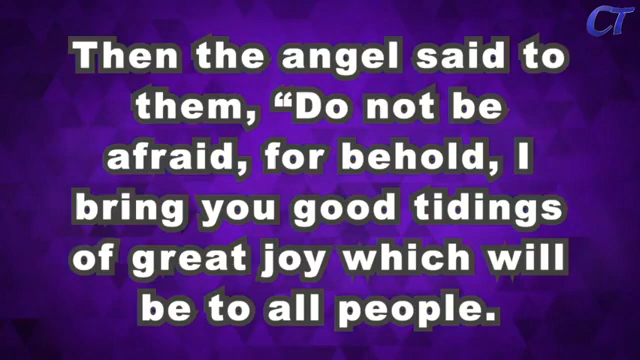 CT
Then the angel said to
them, “Do not be
afraid, for behold, I
bring you good tidings
of great joy which will
be to all people.